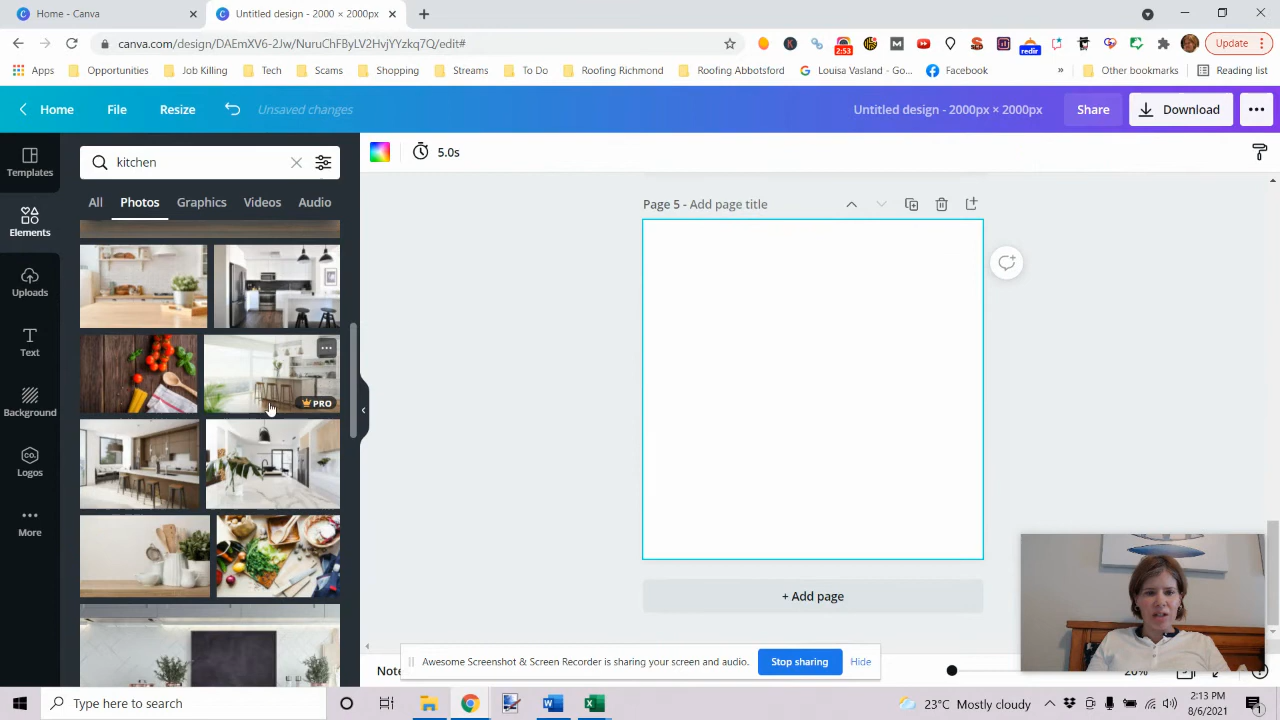 Home - Canva
Untitled design - 2000 × 2000px
canva.com/design/DAEmXV6-2Jw/NuruChFByLV2HvjYYzkq7Q/edit#
2:53
redir
Update
Apps
Opportunities
Job Killing
Tech
Scams
Shopping
Streams
To Do
Roofing Richmond
Roofing Abbotsford
Louisa Vasland - Go...
Facebook
»
Other bookmarks
Reading list
Home
File
Resize
Unsaved changes
Untitled design - 2000px × 2000px
Share
Download
Templates
Elements
Uploads
Text
Background
CO.
Logos
More
kitchen
All
Photos
Graphics
Videos
Audio
PRO
5.0s
Page 5 - Add page title
+ Add page
Note
20%
Awesome Screenshot & Screen Recorder is sharing your screen and audio.
Stop sharing
Hide
Type here to search
23°C Mostly cloudy
2:13 PM
8/6/2021